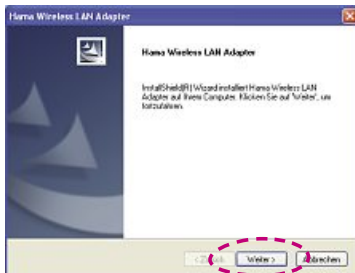 Hama Wireless LAN Adapter
Hama Wireless LAN Adapter
InstallShield(R) Wizard installiert Hama Wireless LAN
Adapter auf Ihrem Computer. Klicken Sie auf 'Weiter', um
fortzufahren.
< Zurück
Weiter >
Abbrechen